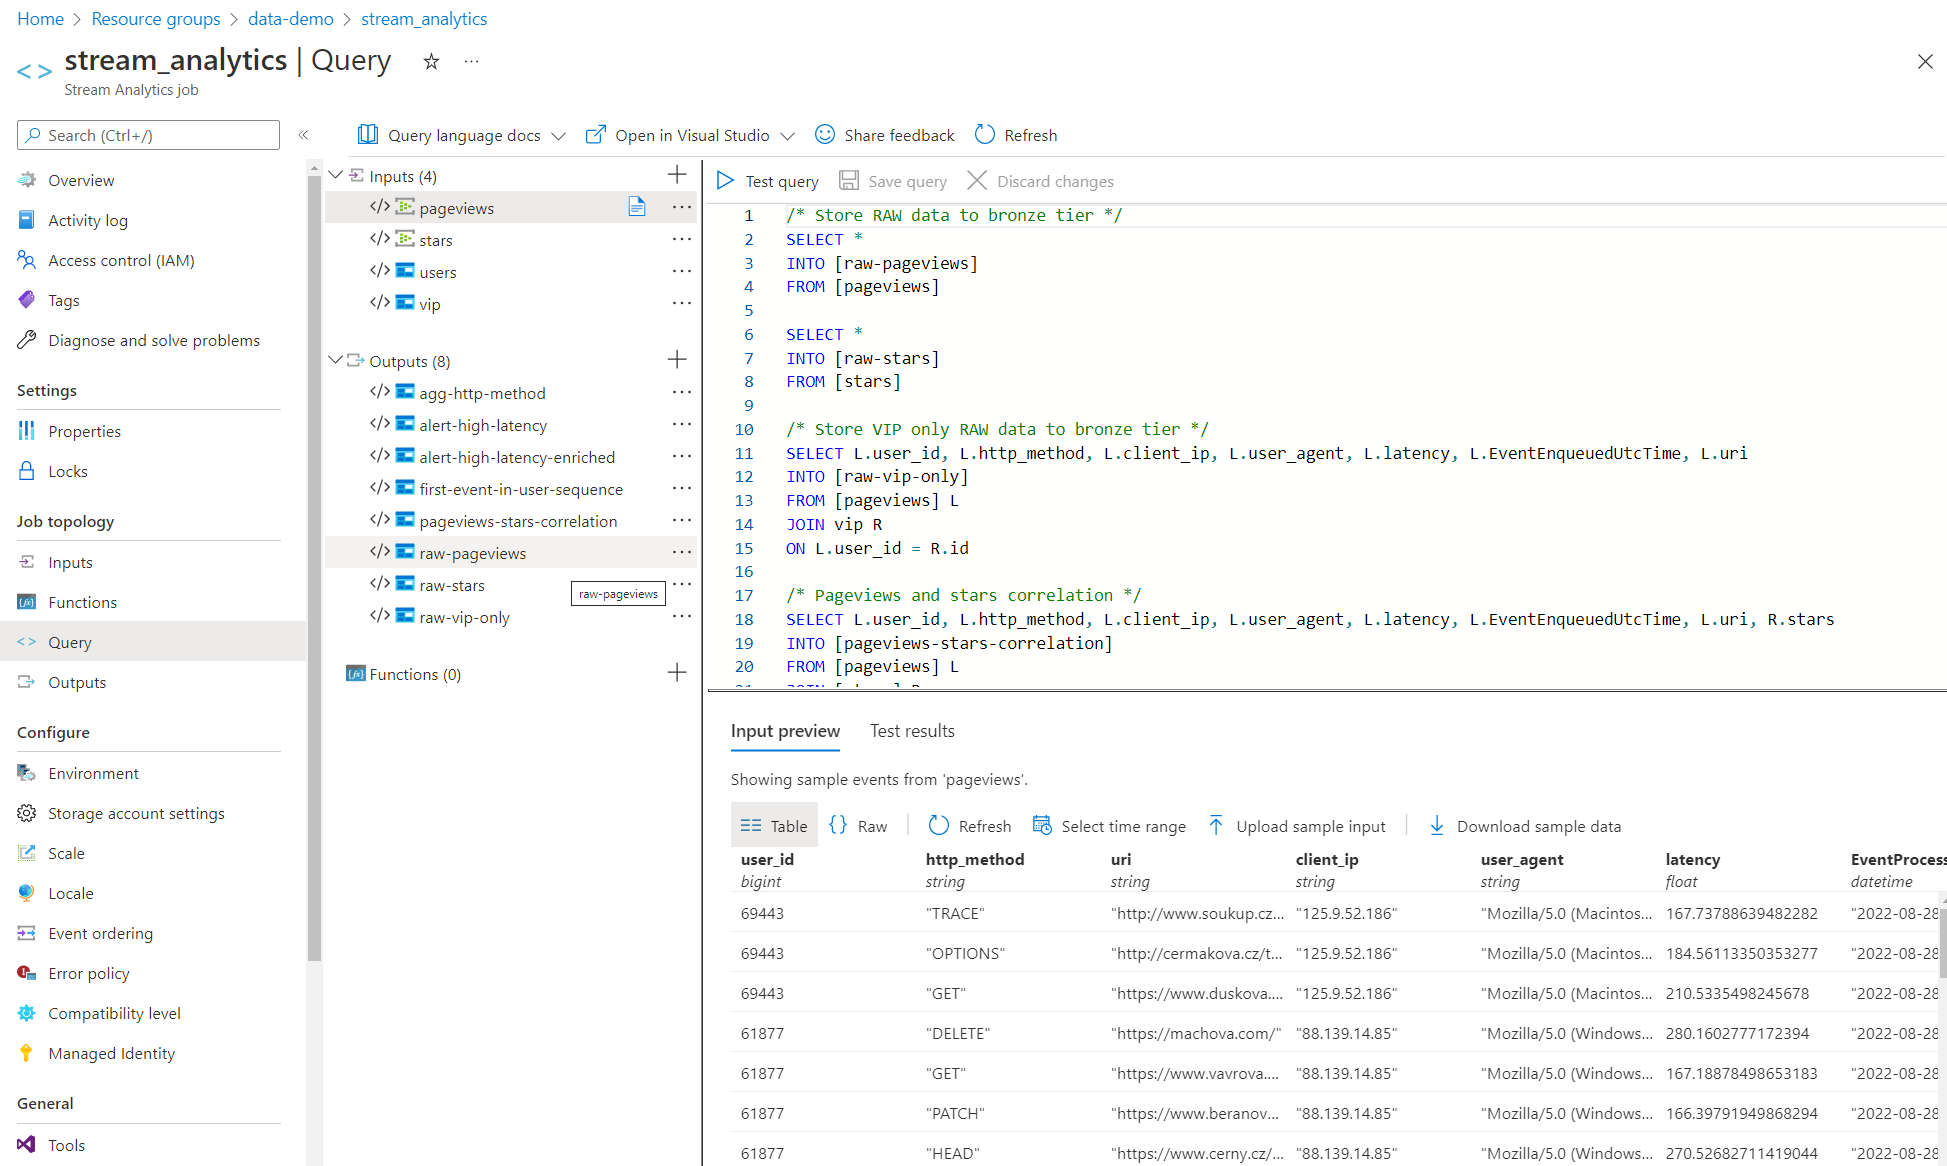 Home > Resource groups > data-demo > stream_analytics
stream_analytics | Query ☆ ···
Stream Analytics job
Search (Ctrl+/)
«
Overview
Activity log
Access control (IAM)
Tags
Diagnose and solve problems
Settings
Properties
Locks
Job topology
Inputs
Functions
Query
Outputs
Configure
Environment
Storage account settings
Scale
Locale
Event ordering
Error policy
Compatibility level
Managed Identity
General
Tools
Query language docs
Open in Visual Studio
Share feedback
Refresh
Inputs (4)
</> pageviews ···
</> stars ···
</> users ···
</> vip ···
Outputs (8)
</> agg-http-method ···
</> alert-high-latency ···
</> alert-high-latency-enriched ···
</> first-event-in-user-sequence ···
</> pageviews-stars-correlation ···
</> raw-pageviews ···
</> raw-stars ···
raw-pageviews
</> raw-vip-only ···
Functions (0)
Test query Save query Discard changes
1 /* Store RAW data to bronze tier */
2 SELECT *
3 INTO [raw-pageviews]
4 FROM [pageviews]
5
6 SELECT *
7 INTO [raw-stars]
8 FROM [stars]
9
10 /* Store VIP only RAW data to bronze tier */
11 SELECT L.user_id, L.http_method, L.client_ip, L.user_agent, L.latency, L.EventEnqueuedUtcTime, L.uri
12 INTO [raw-vip-only]
13 FROM [pageviews] L
14 JOIN vip R
15 ON L.user_id = R.id
16
17 /* Pageviews and stars correlation */
18 SELECT L.user_id, L.http_method, L.client_ip, L.user_agent, L.latency, L.EventEnqueuedUtcTime, L.uri, R.stars
19 INTO [pageviews-stars-correlation]
20 FROM [pageviews] L
Input preview Test results
Showing sample events from 'pageviews'.
Table {} Raw Refresh Select time range Upload sample input Download sample data
user_id http_method uri client_ip user_agent latency EventProcess
bigint string string string string float datetime
69443 "TRACE" "http://www.soukup.cz... "125.9.52.186" "Mozilla/5.0 (Macintos... 167.73788639482282 "2022-08-28
69443 "OPTIONS" "http://cermakova.cz/t... "125.9.52.186" "Mozilla/5.0 (Macintos... 184.56113350353277 "2022-08-28
69443 "GET" "https://www.duskova.... "125.9.52.186" "Mozilla/5.0 (Macintos... 210.5335498245678 "2022-08-28
61877 "DELETE" "https://machova.com/" "88.139.14.85" "Mozilla/5.0 (Windows... 280.1602777172394 "2022-08-28
61877 "GET" "https://www.vavrova.... "88.139.14.85" "Mozilla/5.0 (Windows... 167.18878498653183 "2022-08-28
61877 "PATCH" "https://www.beranov... "88.139.14.85" "Mozilla/5.0 (Windows... 166.39791949868294 "2022-08-28
61877 "HEAD" "https://www.cerny.cz/... "88.139.14.85" "Mozilla/5.0 (Windows... 270.52682711419044 "2022-08-28